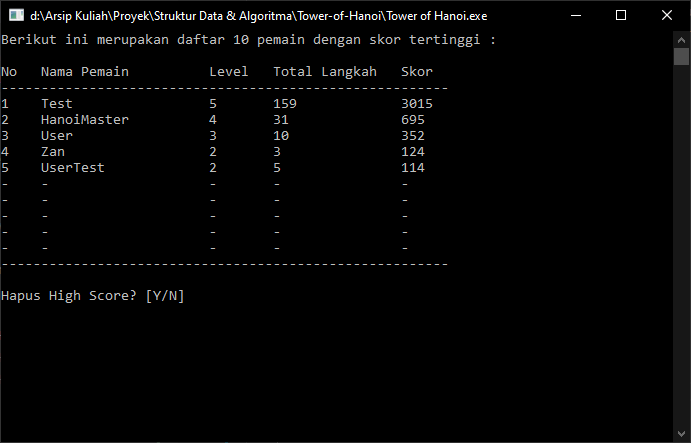 d:\Arsip Kuliah\Proyek\Struktur Data & Algoritma\Tower-of-Hanoi\Tower of Hanoi.exe
Berikut ini merupakan daftar 10 pemain dengan skor tertinggi :
No Nama Pemain Level Total Langkah Skor
--------------------------------------------------------
1 Test 5 159 3015
2 HanoiMaster 4 31 695
3 User 3 10 352
4 Zan 2 3 124
5 UserTest 2 5 114
- - - - -
- - - - -
- - - - -
- - - - -
- - - - -
--------------------------------------------------------
Hapus High Score? [Y/N]